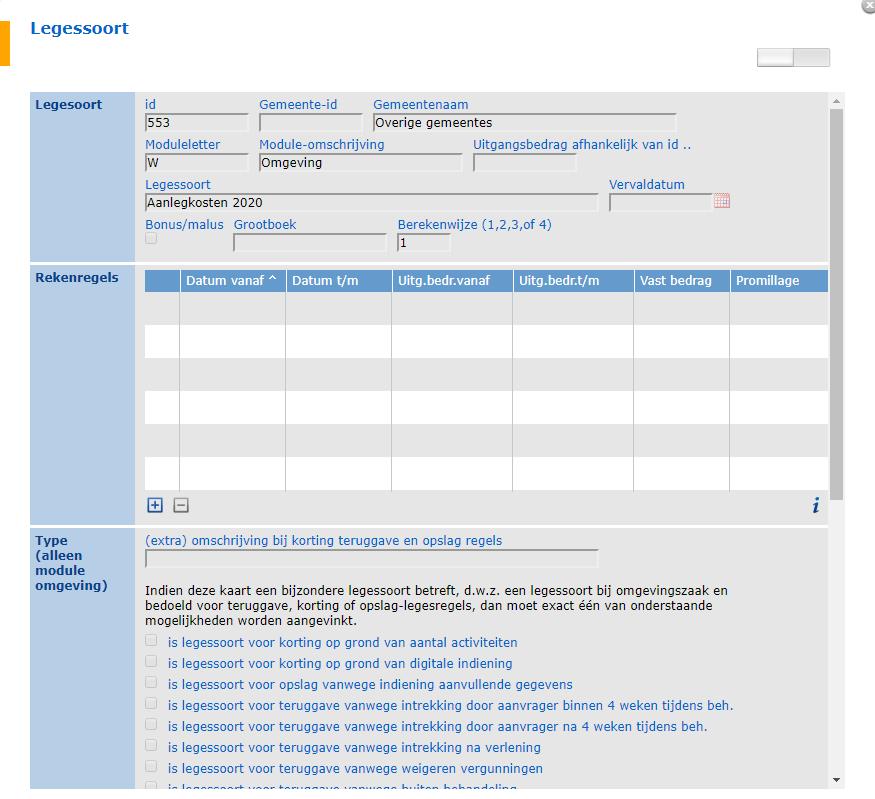 Legessoort
Legesoort
id Gemeente-id Gemeentenaam
553 Overige gemeentes
Moduleletter Module-omschrijving Uitgangsbedrag afhankelijk van id ..
W Omgeving
Legessoort Vervaldatum
Aanlegkosten 2020
Bonus/malus Grootboek Berekenwijze (1,2,3,of 4)
1
Rekenregels
Datum vanaf ^ Datum t/m Uitg.bedr.vanaf Uitg.bedr.t/m Vast bedrag Promillage
i
Type
(alleen
module
omgeving)
(extra) omschrijving bij korting teruggave en opslag regels
Indien deze kaart een bijzondere legessoort betreft, d.w.z. een legessoort bij omgevingszaak en
bedoeld voor teruggave, korting of opslag-legesregels, dan moet exact één van onderstaande
mogelijkheden worden aangevinkt.
is legessoort voor korting op grond van aantal activiteiten
is legessoort voor korting op grond van digitale indiening
is legessoort voor opslag vanwege indiening aanvullende gegevens
is legessoort voor teruggave vanwege intrekking door aanvrager binnen 4 weken tijdens beh.
is legessoort voor teruggave vanwege intrekking door aanvrager na 4 weken tijdens beh.
is legessoort voor teruggave vanwege intrekking na verlening
is legessoort voor teruggave vanwege weigeren vergunningen
is legessoort voor teruggave vanwege buiten behandeling